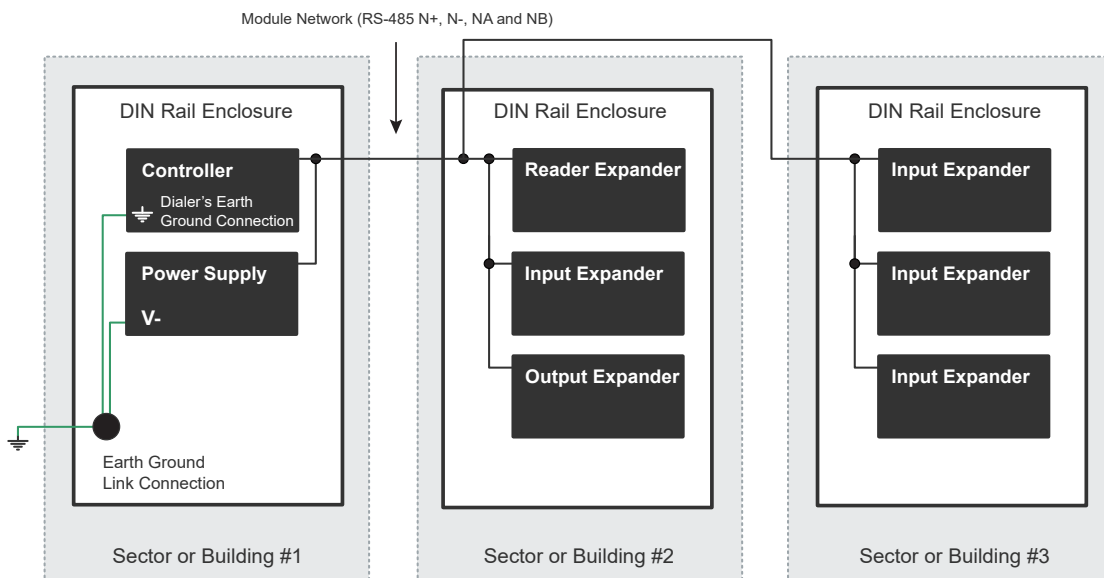 Module Network (RS-485 N+, N-, NA and NB)
DIN Rail Enclosure
Controller
Dialer's Earth
Ground Connection
Power Supply
V-
Earth Ground
Link Connection
Sector or Building #1
DIN Rail Enclosure
Reader Expander
Input Expander
Output Expander
Sector or Building #2
DIN Rail Enclosure
Input Expander
Input Expander
Input Expander
Sector or Building #3